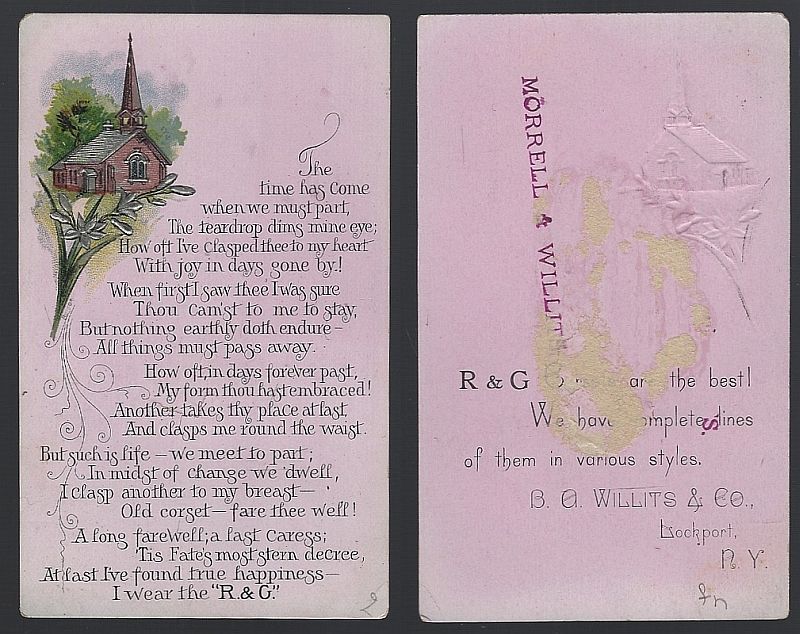 The
time has Come
when we must part,
The teardrop dims mine eye;
How oft I've Clasped thee to my heart
With joy in days gone by!
When first I saw thee I was sure
Thou Cam'st to me to stay,
But nothing earthly doth endure—
All things must pass away.
How oft, in days forever past,
My form thou hast embraced!
Another takes thy place at last,
And clasps me round the waist.
But such is life — we meet to part;
In midst of change we dwell,
I clasp another to my breast—
Old corset — fare thee well!
A long farewell; a last Caress;
'Tis Fate's most stern decree,
At last I've found true happiness—
I wear the "R. & G."
MORRELL & WILLIT
S.
R & G are the best!
We have lines
of them in various styles.
B. A. WILLITS & CO.,
Lockport,
N. Y.